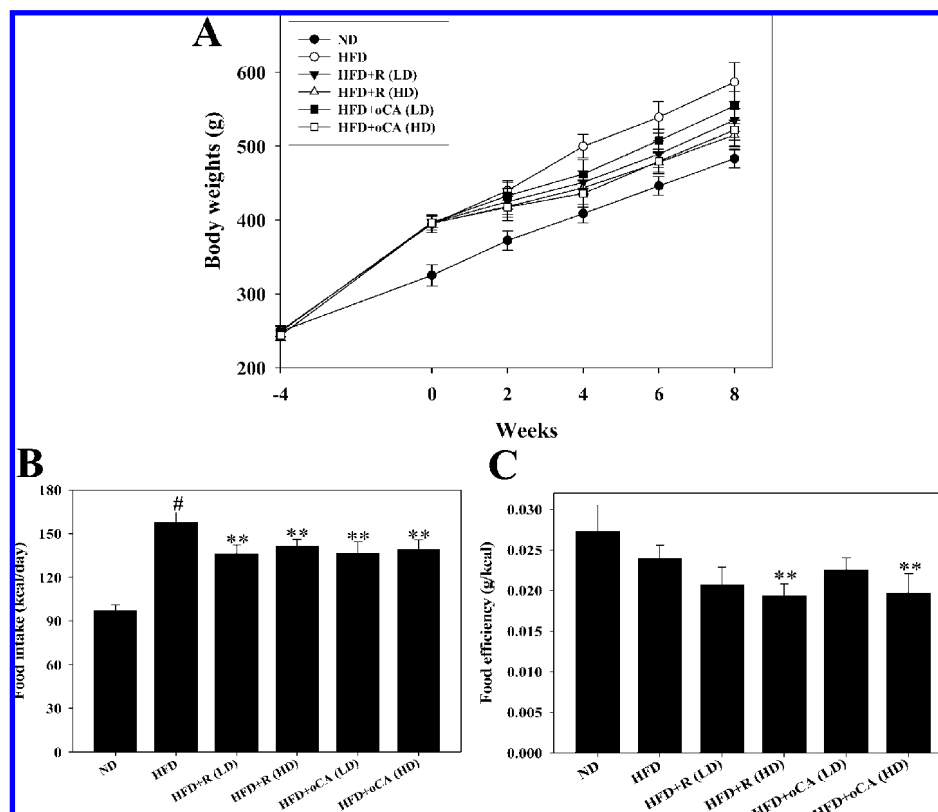 A
ND
HFD
HFD+R (LD)
HFD+R (HD)
HFD+oCA (LD)
HFD+oCA (HD)
Body weights (g)
600
500
400
300
200
-4 0 2 4 6 8
Weeks
B
Food intake (kcal/day)
180
150
120
90
60
30
0
# ** ** ** **
ND HFD HFD+R (LD) HFD+R (HD) HFD+oCA (LD) HFD+oCA (HD)
C
Food efficiency (g/kcal)
0.030
0.025
0.020
0.015
0.010
0.005
0.000
** **
ND HFD HFD+R (LD) HFD+R (HD) HFD+oCA (LD) HFD+oCA (HD)